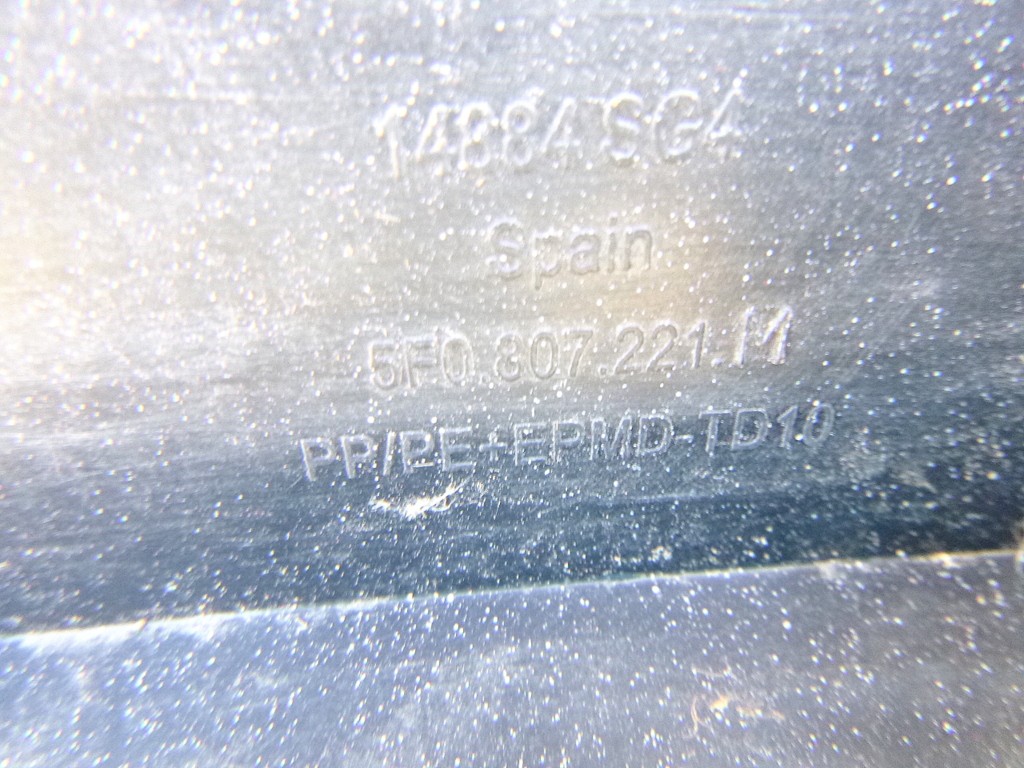 14884 SG4
Spain
5F0.807.221.M
PP/PE+EPMD-TD10